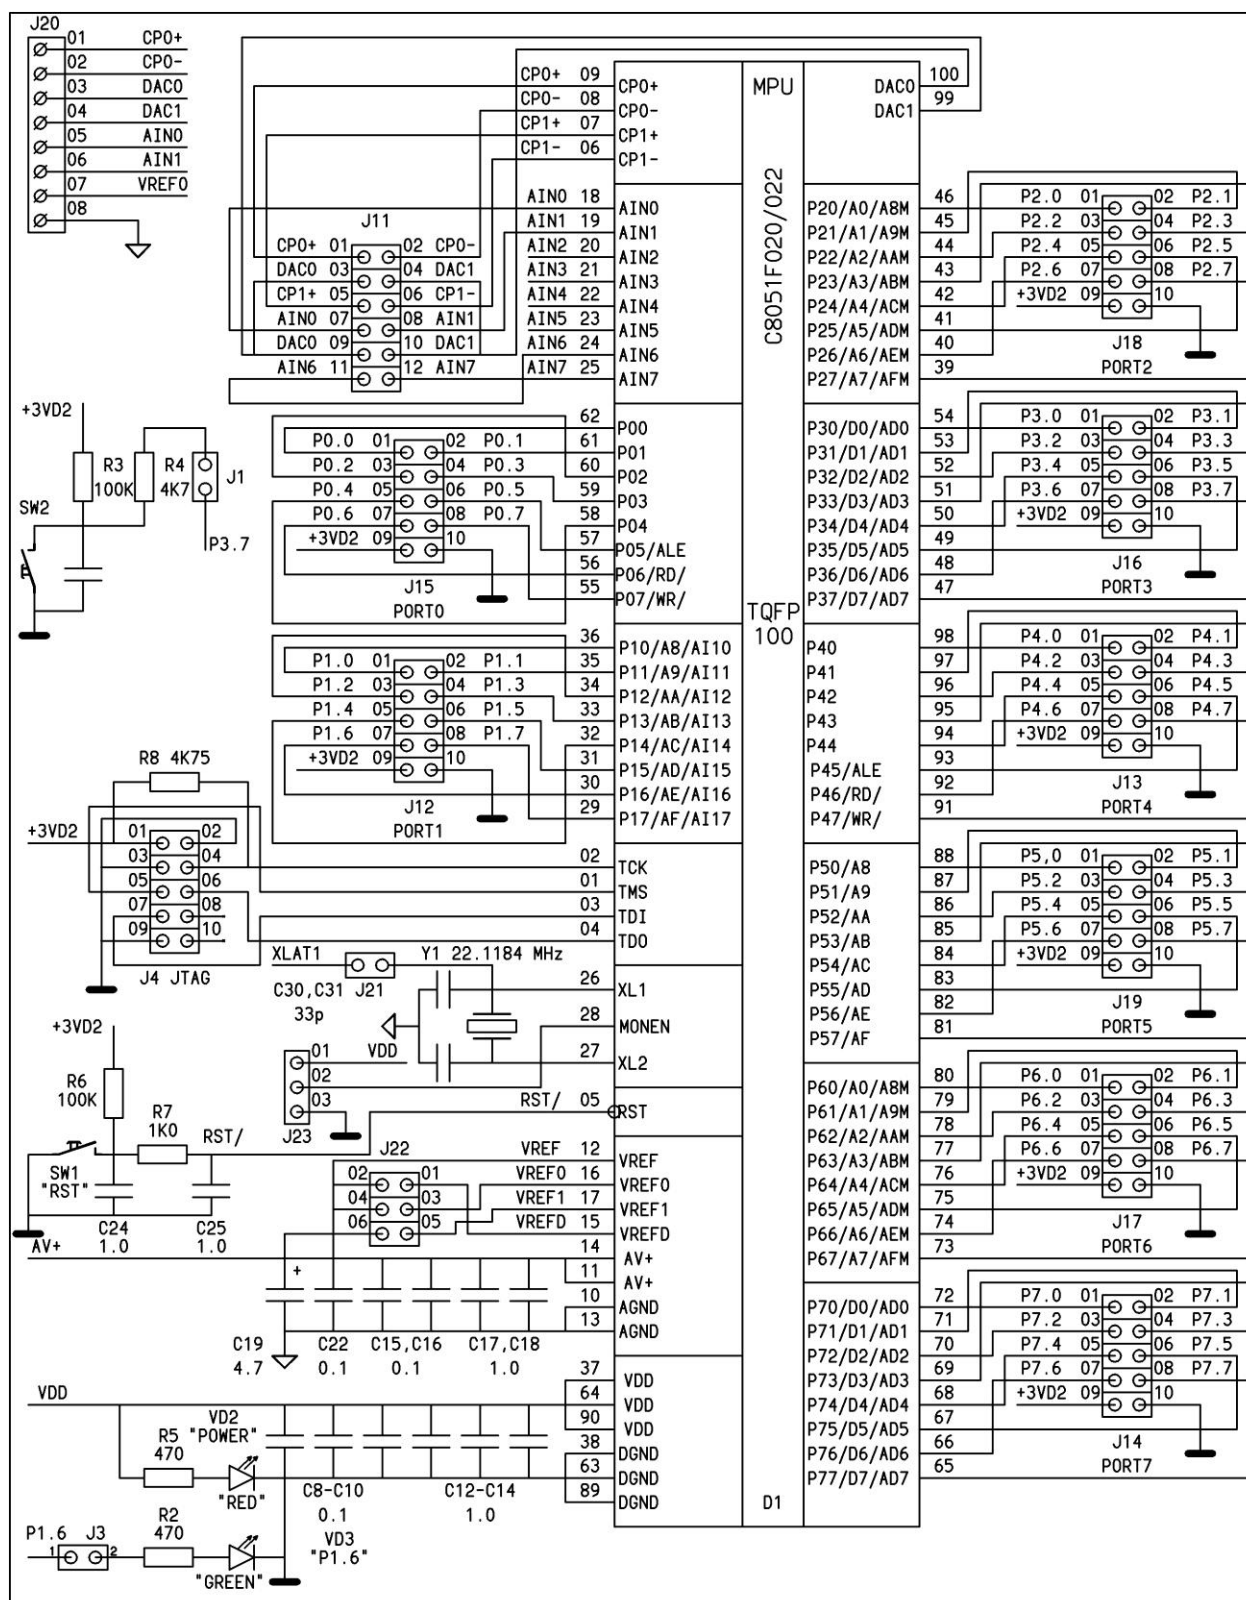 J20
01 CP0+
02 CP0-
03 DAC0
04 DAC1
05 AIN0
06 AIN1
07 VREF0
08
J11
CP0+ 01 02 CP0-
DAC0 03 04 DAC1
CP1+ 05 06 CP1-
AIN0 07 08 AIN1
DAC0 09 10 DAC1
AIN6 11 12 AIN7
CP0+ 09 CP0+
CP0- 08 CP0-
CP1+ 07 CP1+
CP1- 06 CP1-
AIN0 18 AIN0
AIN1 19 AIN1
AIN2 20 AIN2
AIN3 21 AIN3
AIN4 22 AIN4
AIN5 23 AIN5
AIN6 24 AIN6
AIN7 25 AIN7
MPU
C8051F020/022
TQFP
100
D1
DAC0 100
DAC1 99
+3VD2
R3
100K
R4
4K7
J1
SW2
P3.7
P0.0 01 02 P0.1
P0.2 03 04 P0.3
P0.4 05 06 P0.5
P0.6 07 08 P0.7
+3VD2 09 10
J15
PORT0
62 P00
61 P01
60 P02
59 P03
58 P04
57 P05/ALE
56 P06/RD/
55 P07/WR/
P1.0 01 02 P1.1
P1.2 03 04 P1.3
P1.4 05 06 P1.5
P1.6 07 08 P1.7
+3VD2 09 10
J12
PORT1
36 P10/A8/AI10
35 P11/A9/AI11
34 P12/AA/AI12
33 P13/AB/AI13
32 P14/AC/AI14
31 P15/AD/AI15
30 P16/AE/AI16
29 P17/AF/AI17
R8 4K75
+3VD2
01 02
03 04
05 06
07 08
09 10
J4 JTAG
02 TCK
01 TMS
03 TDI
04 TDO
XLAT1
J21
Y1 22.1184 MHz
C30,C31
33p
26 XL1
28 MONEN
27 XL2
VDD
01
02
03
J23
RST/ 05 RST
+3VD2
R6
100K
R7
1K0
RST/
SW1
"RST"
C24
1.0
C25
1.0
J22
02 01
04 03
06 05
VREF 12 VREF
VREF0 16 VREF0
VREF1 17 VREF1
VREFD 15 VREFD
14 AV+
11 AV+
10 AGND
13 AGND
AV+
+
C19
4.7
C22
0.1
C15,C16
0.1
C17,C18
1.0
37 VDD
64 VDD
90 VDD
38 DGND
63 DGND
89 DGND
VDD
VD2
"POWER"
R5
470
"RED"
C8-C10
0.1
C12-C14
1.0
P1.6 J3
1 2
R2
470
VD3
"P1.6"
"GREEN"
P20/A0/A8M 46
P21/A1/A9M 45
P22/A2/AAM 44
P23/A3/ABM 43
P24/A4/ACM 42
P25/A5/ADM 41
P26/A6/AEM 40
P27/A7/AFM 39
P2.0 01 02 P2.1
P2.2 03 04 P2.3
P2.4 05 06 P2.5
P2.6 07 08 P2.7
+3VD2 09 10
J18
PORT2
P30/D0/AD0 54
P31/D1/AD1 53
P32/D2/AD2 52
P33/D3/AD3 51
P34/D4/AD4 50
P35/D5/AD5 49
P36/D6/AD6 48
P37/D7/AD7 47
P3.0 01 02 P3.1
P3.2 03 04 P3.3
P3.4 05 06 P3.5
P3.6 07 08 P3.7
+3VD2 09 10
J16
PORT3
P40 98
P41 97
P42 96
P43 95
P44 94
P45/ALE 93
P46/RD/ 92
P47/WR/ 91
P4.0 01 02 P4.1
P4.2 03 04 P4.3
P4.4 05 06 P4.5
P4.6 07 08 P4.7
+3VD2 09 10
J13
PORT4
P50/A8 88
P51/A9 87
P52/AA 86
P53/AB 85
P54/AC 84
P55/AD 83
P56/AE 82
P57/AF 81
P5,0 01 02 P5.1
P5.2 03 04 P5.3
P5.4 05 06 P5.5
P5.6 07 08 P5.7
+3VD2 09 10
J19
PORT5
P60/A0/A8M 80
P61/A1/A9M 79
P62/A2/AAM 78
P63/A3/ABM 77
P64/A4/ACM 76
P65/A5/ADM 75
P66/A6/AEM 74
P67/A7/AFM 73
P6.0 01 02 P6.1
P6.2 03 04 P6.3
P6.4 05 06 P6.5
P6.6 07 08 P6.7
+3VD2 09 10
J17
PORT6
P70/D0/AD0 72
P71/D1/AD1 71
P72/D2/AD2 70
P73/D3/AD3 69
P74/D4/AD4 68
P75/D5/AD5 67
P76/D6/AD6 66
P77/D7/AD7 65
P7.0 01 02 P7.1
P7.2 03 04 P7.3
P7.4 05 06 P7.5
P7.6 07 08 P7.7
+3VD2 09 10
J14
PORT7